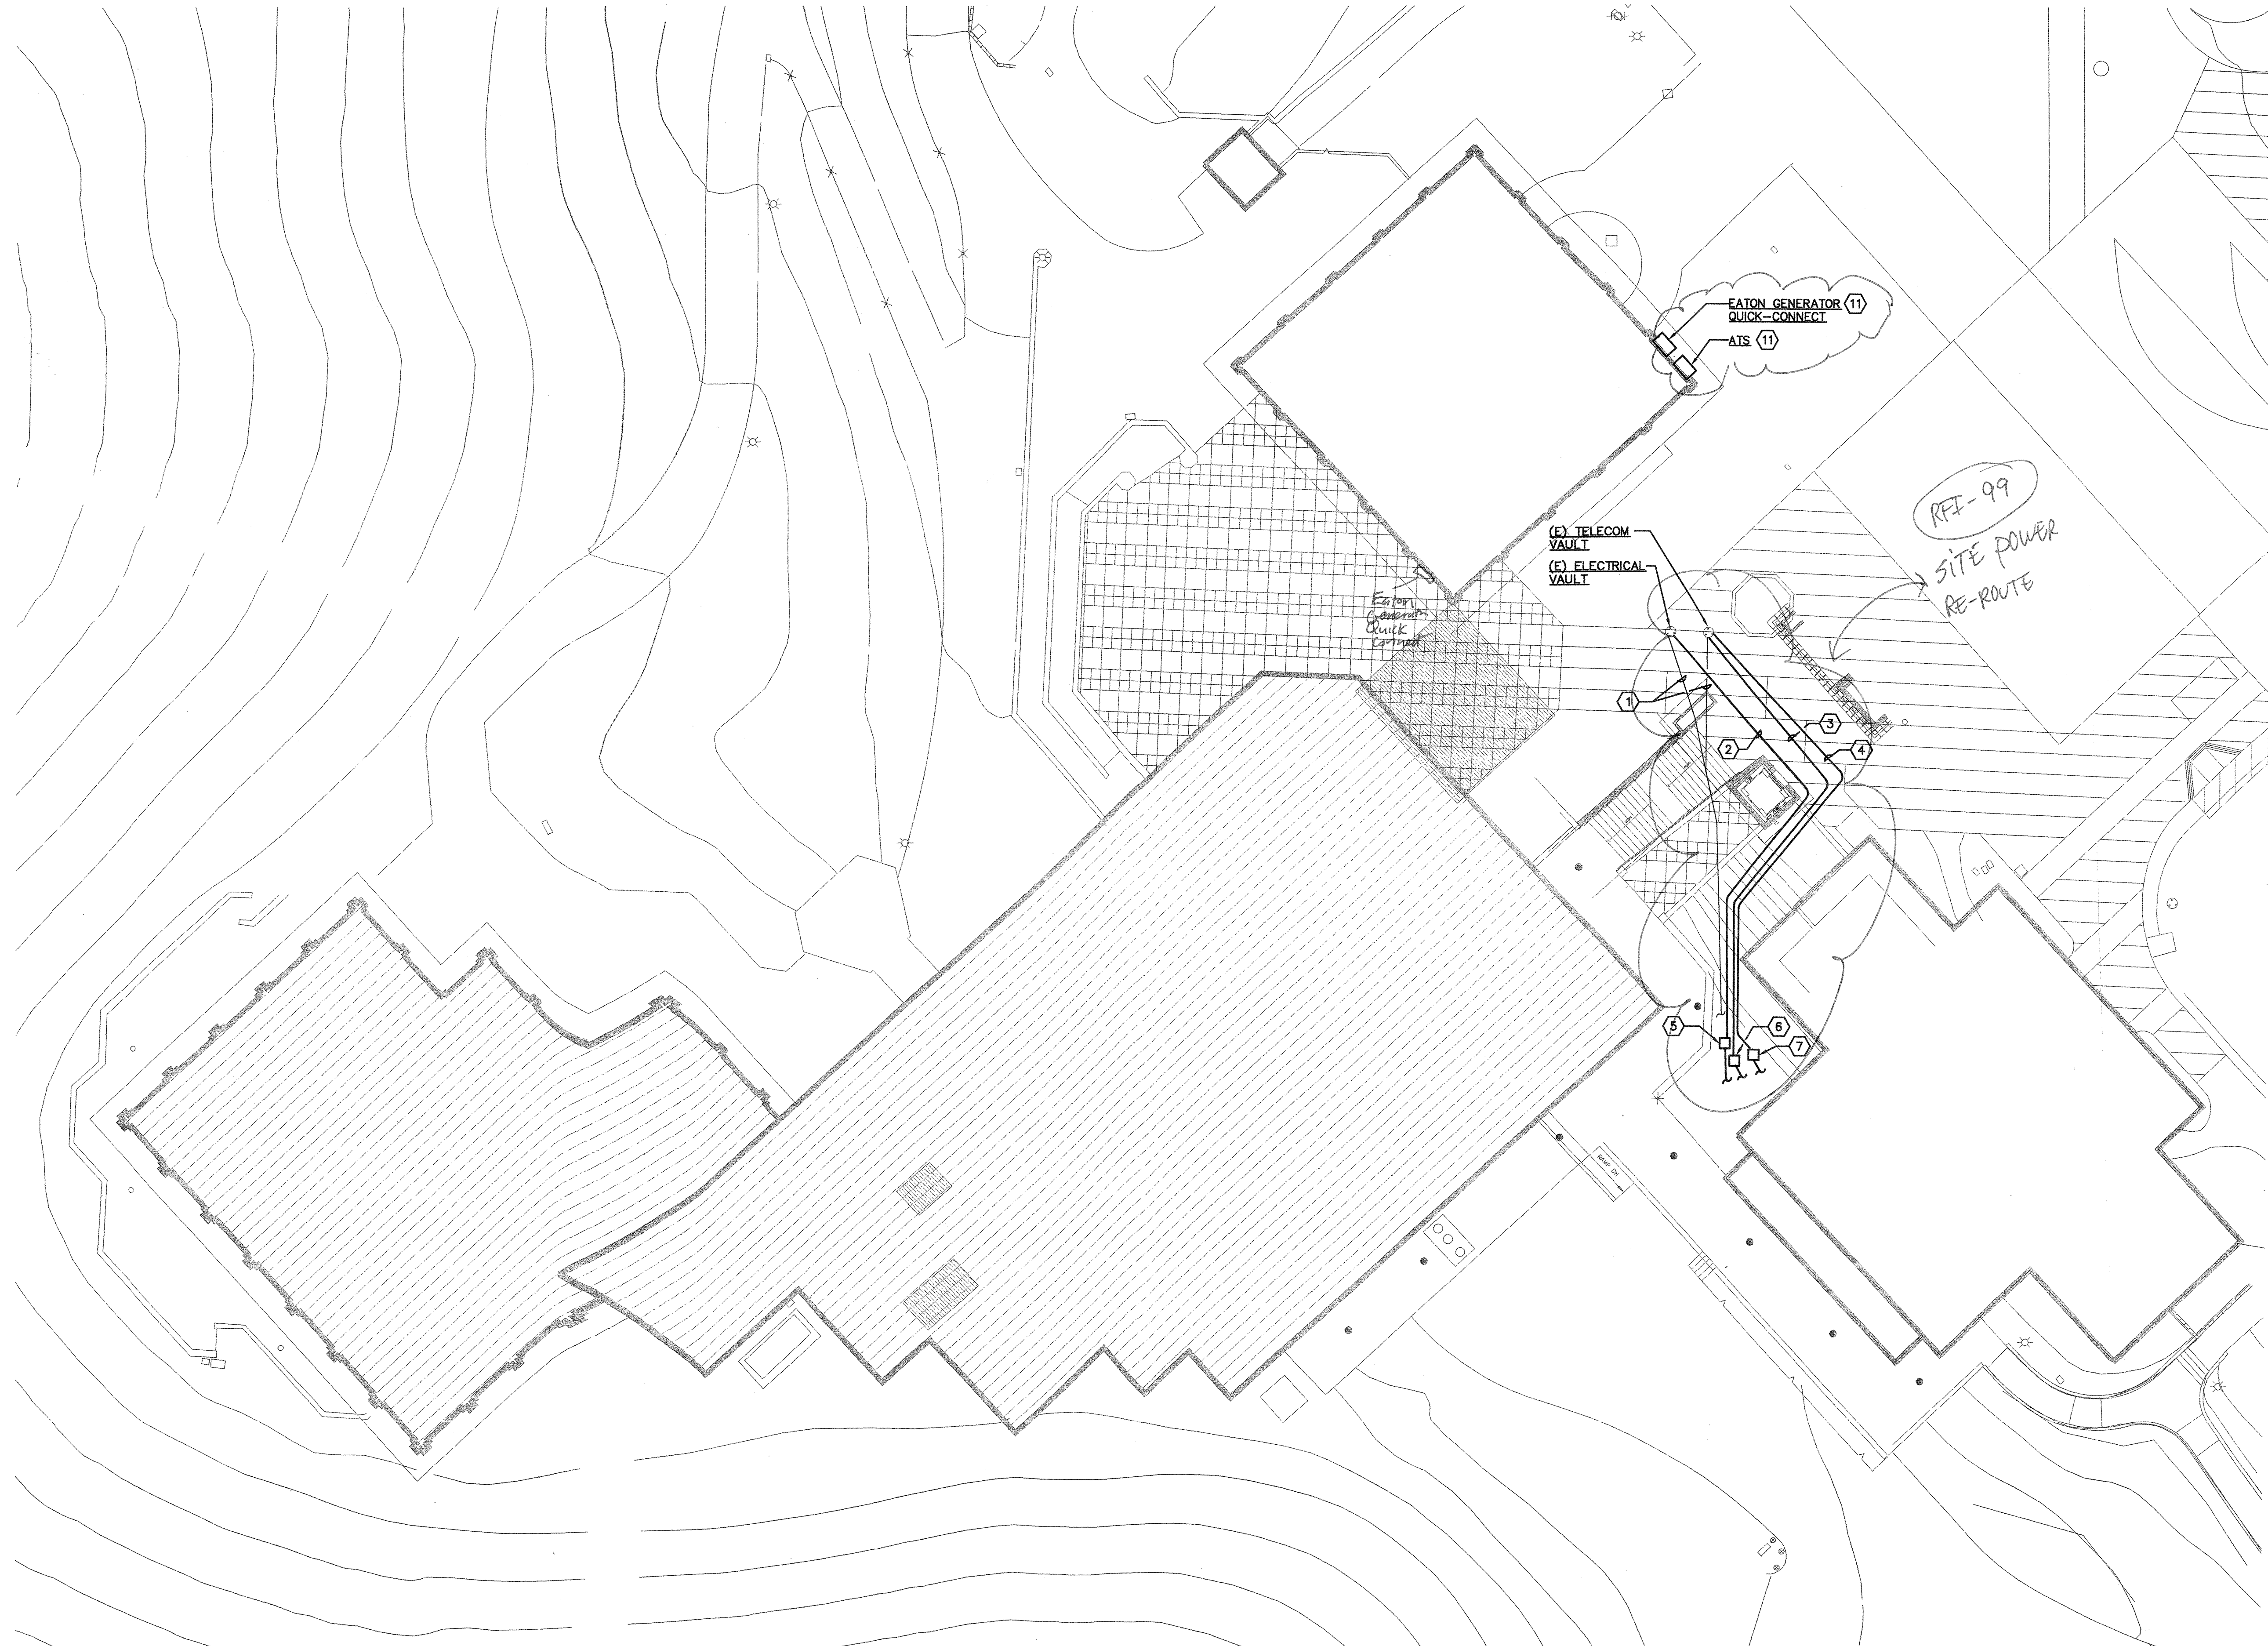 EATON GENERATOR 11
QUICK-CONNECT
ATS 11
RFI-99
SITE POWER
RE-ROUTE
(E) TELECOM
VAULT
(E) ELECTRICAL
VAULT
Eaton
Generator
Quick
Connect
1
2
3
4
5
6
7
RAMP DN